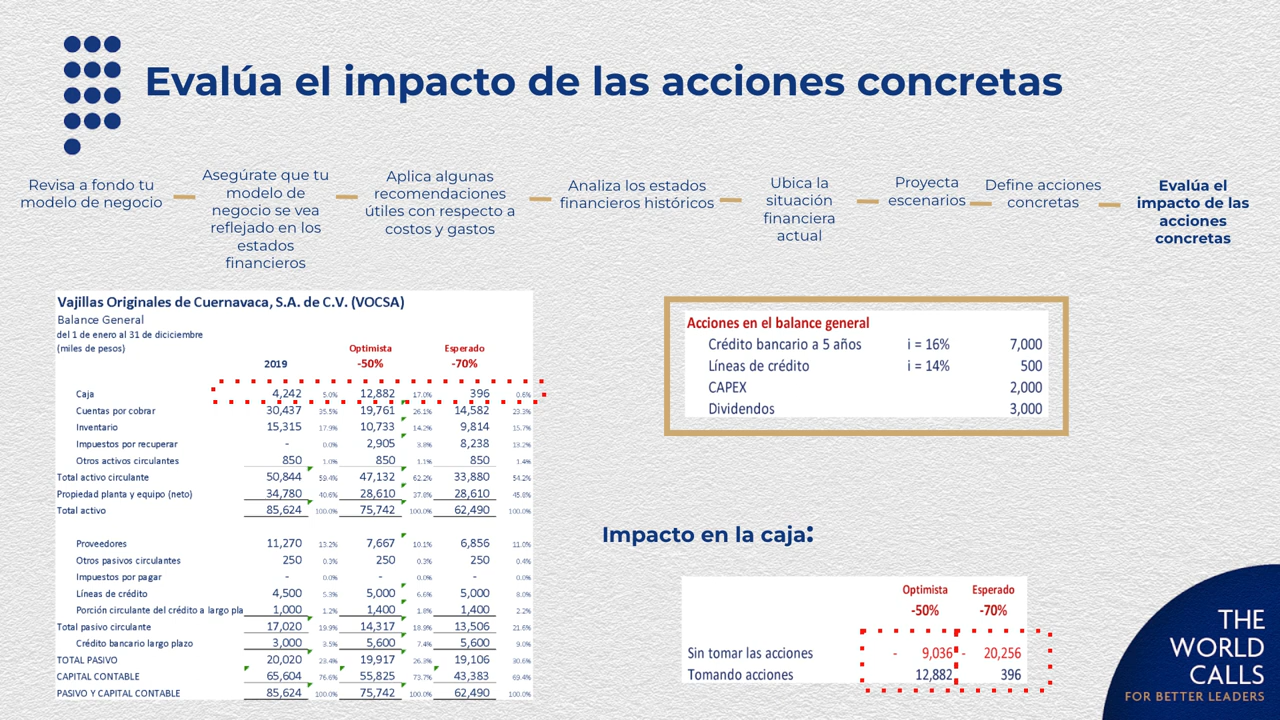 Evalúa el impacto de las acciones concretas
Revisa a fondo tu
modelo de negocio
Asegúrate que tu
modelo de
negocio se vea
reflejado en los
estados
financieros
Aplica algunas
recomendaciones
útiles con respecto a
costos y gastos
Analiza los estados
financieros históricos
Ubica la
situación
financiera
actual
Proyecta
escenarios
Define acciones
concretas
Evalúa el
impacto de las
acciones
concretas
Vajillas Originales de Cuernavaca, S.A. de C.V. (VOCSA)
Balance General
del 1 de enero al 31 de diciciembre
(miles de pesos)
Optimista Esperado
2019 -50% -70%
Caja 4,242 5.0% 12,882 17.0% 396 0.6%
Cuentas por cobrar 30,437 35.5% 19,761 26.1% 14,582 23.3%
Inventario 15,315 17.9% 10,733 14.2% 9,814 15.7%
Impuestos por recuperar - 0.0% 2,905 3.8% 8,238 13.2%
Otros activos circulantes 850 1.0% 850 1.1% 850 1.4%
Total activo circulante 50,844 59.4% 47,132 62.2% 33,880 54.2%
Propiedad planta y equipo (neto) 34,780 40.6% 28,610 37.8% 28,610 45.8%
Total activo 85,624 100.0% 75,742 100.0% 62,490 100.0%
Proveedores 11,270 13.2% 7,667 10.1% 6,856 11.0%
Otros pasivos circulantes 250 0.3% 250 0.3% 250 0.4%
Impuestos por pagar - 0.0% - 0.0% - 0.0%
Líneas de crédito 4,500 5.3% 5,000 6.6% 5,000 8.0%
Porción circulante del crédito a largo pla 1,000 1.2% 1,400 1.8% 1,400 2.2%
Total pasivo circulante 17,020 19.9% 14,317 18.9% 13,506 21.6%
Crédito bancario largo plazo 3,000 3.5% 5,600 7.4% 5,600 9.0%
TOTAL PASIVO 20,020 23.4% 19,917 26.3% 19,106 30.6%
CAPITAL CONTABLE 65,604 76.6% 55,825 73.7% 43,383 69.4%
PASIVO Y CAPITAL CONTABLE 85,624 100.0% 75,742 100.0% 62,490 100.0%
Acciones en el balance general
Crédito bancario a 5 años i = 16% 7,000
Líneas de crédito i = 14% 500
CAPEX 2,000
Dividendos 3,000
Impacto en la caja:
Optimista Esperado
-50% -70%
Sin tomar las acciones - 9,036 - 20,256
Tomando acciones 12,882 396
THE
WORLD
CALLS
FOR BETTER LEADERS